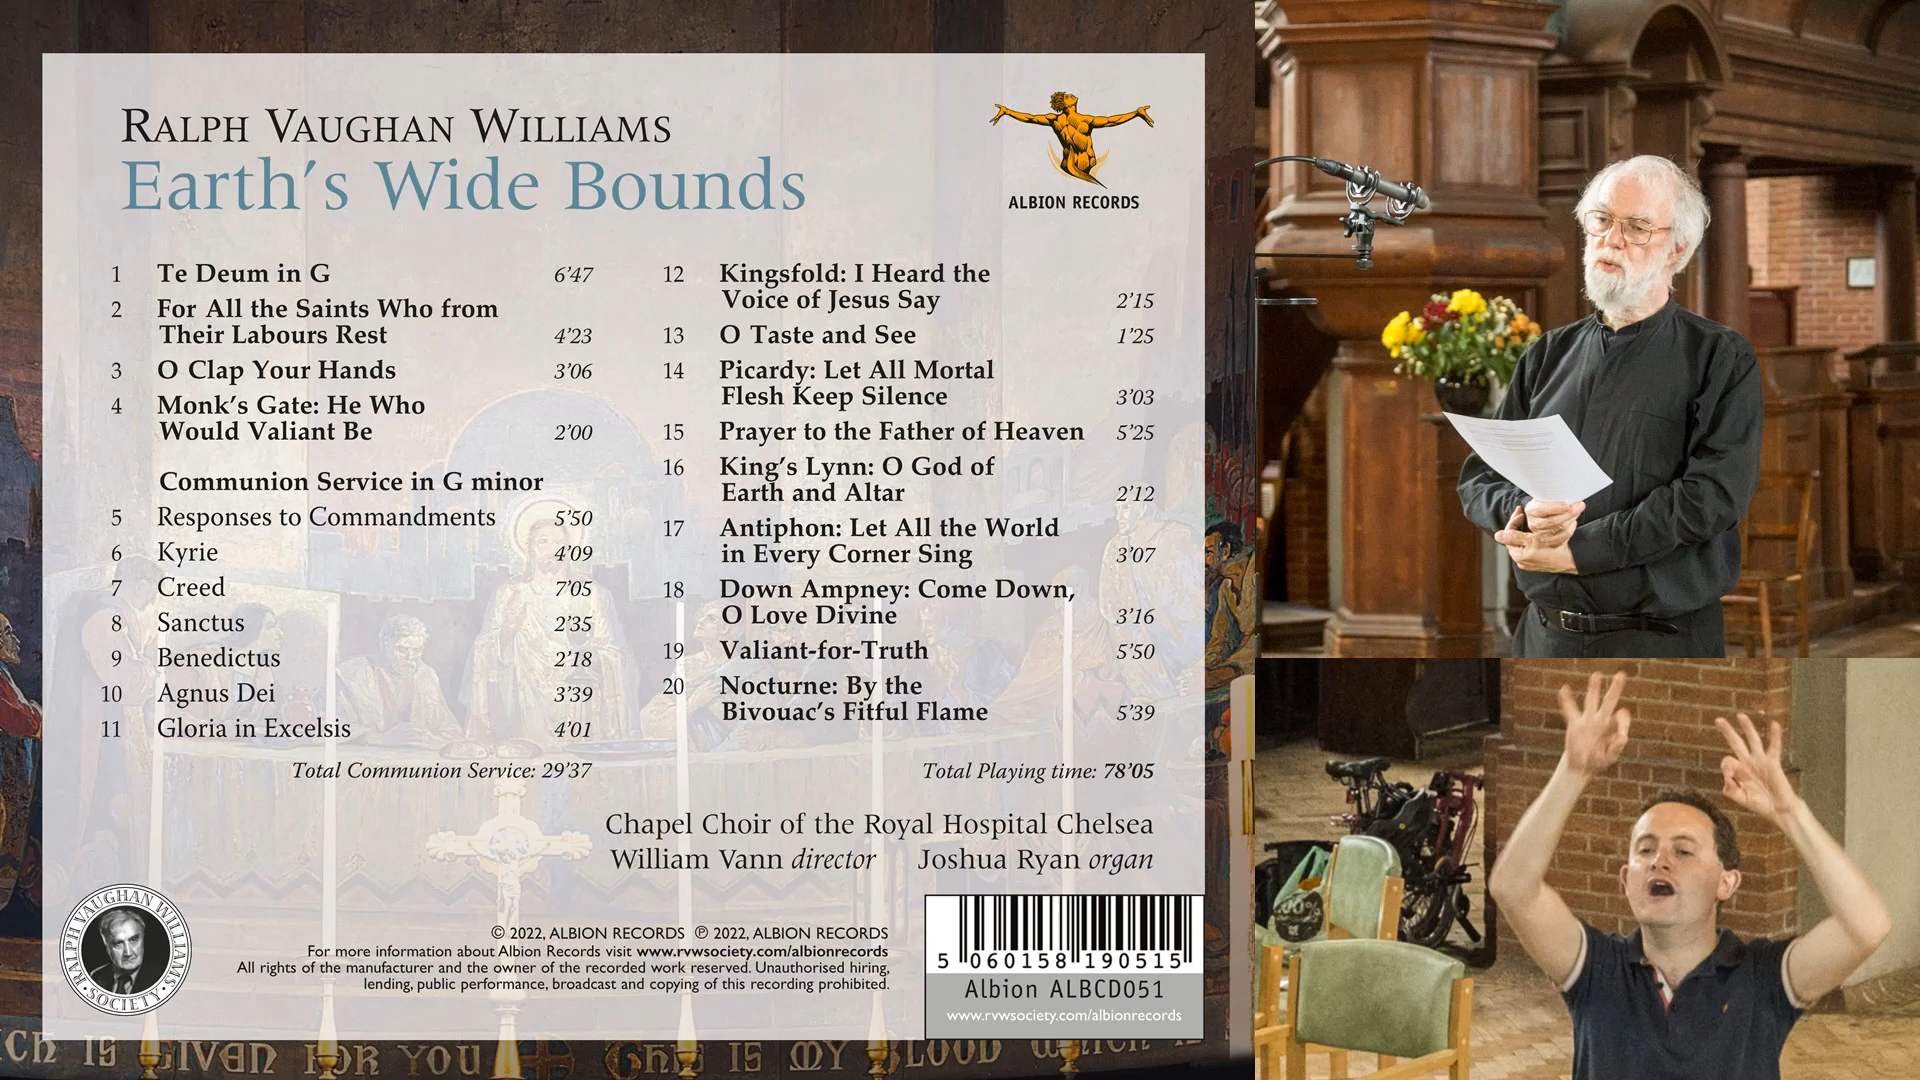 RALPH VAUGHAN WILLIAMS
Earth's Wide Bounds
ALBION RECORDS
1 Te Deum in G 6'47
2 For All the Saints Who from
Their Labours Rest 4'23
3 O Clap Your Hands 3'06
4 Monk's Gate: He Who
Would Valiant Be 2'00
Communion Service in G minor
5 Responses to Commandments 5'50
6 Kyrie 4'09
7 Creed 7'05
8 Sanctus 2'35
9 Benedictus 2'18
10 Agnus Dei 3'39
11 Gloria in Excelsis 4'01
Total Communion Service: 29'37
12 Kingsfold: I Heard the
Voice of Jesus Say 2'15
13 O Taste and See 1'25
14 Picardy: Let All Mortal
Flesh Keep Silence 3'03
15 Prayer to the Father of Heaven 5'25
16 King's Lynn: O God of
Earth and Altar 2'12
17 Antiphon: Let All the World
in Every Corner Sing 3'07
18 Down Ampney: Come Down,
O Love Divine 3'16
19 Valiant-for-Truth 5'50
20 Nocturne: By the
Bivouac's Fitful Flame 5'39
Total Playing time: 78'05
Chapel Choir of the Royal Hospital Chelsea
William Vann director Joshua Ryan organ
RALPH VAUGHAN WILLIAMS
SOCIETY
© 2022, ALBION RECORDS ℗ 2022, ALBION RECORDS
For more information about Albion Records visit www.rvwsociety.com/albionrecords
All rights of the manufacturer and the owner of the recorded work reserved. Unauthorised hiring,
lending, public performance, broadcast and copying of this recording prohibited.
5 060158 190515
Albion ALBCD051
www.rvwsociety.com/albionrecords
ICH IS GIVEN FOR YOU THIS IS MY BLOOD WHICH IS